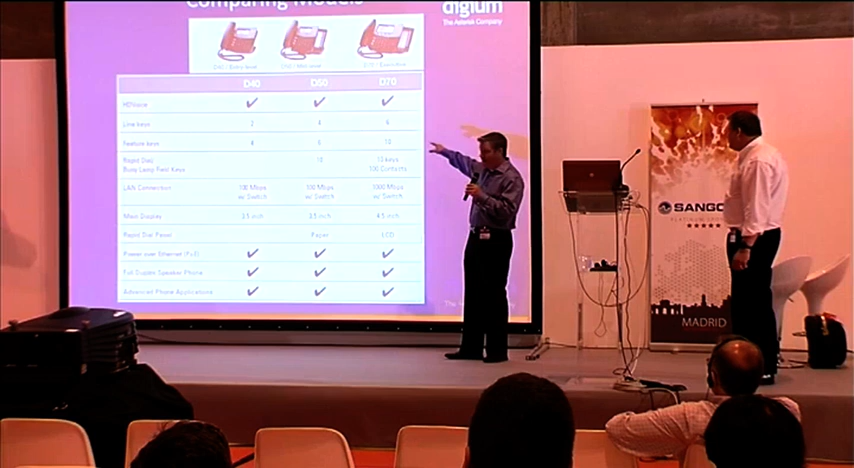 Comparing Models
digium
The Asterisk Company
D40 D50 D70
HDVoice
Line keys 2 4 6
Feature keys 4 10
Rapid Dial/
Busy Lamp Field Keys 10 10 keys
100 Contacts
LAN Connection 100 Mbps 100 Mbps 1000 Mbps
w/ Switch w/ Switch w/ Switch
Main Display 3.5 inch 3.5 inch 4.5 inch
Rapid Dial Panel Paper LCD
Power over Ethernet (PoE)
Full Duplex Speaker Phone
Advanced Phone Applications
SANGO
PLATINUM
MADRID